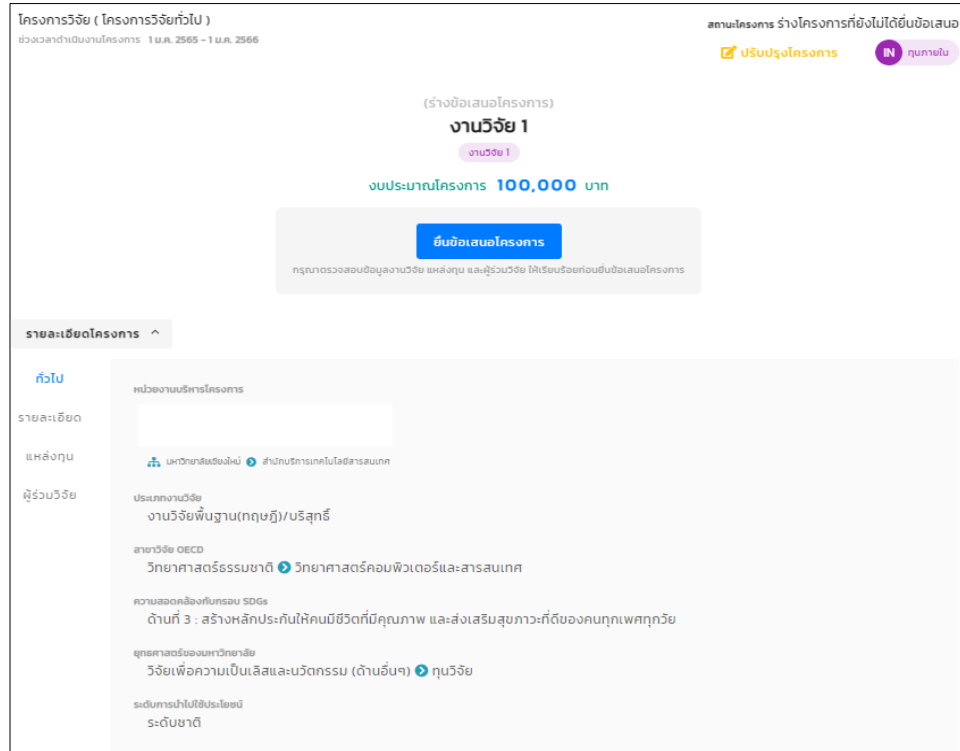 โครงการวิจัย ( โครงการวิจัยทั่วไป )
ช่วงเวลาดำเนินงานโครงการ 1 ม.ค. 2565 - 1 ม.ค. 2566
สถานะโครงการ ร่างโครงการที่ยังไม่ได้ยื่นข้อเสนอ
ปรับปรุงโครงการ
IN ทุนภายใน
(ร่างข้อเสนอโครงการ)
งานวิจัย 1
งานวิจัย 1
งบประมาณโครงการ 100,000 บาท
ยื่นข้อเสนอโครงการ
กรุณาตรวจสอบข้อมูลงานวิจัย แหล่งทุน และผู้ร่วมวิจัย ให้เรียบร้อยก่อนยื่นข้อเสนอโครงการ
รายละเอียดโครงการ
ทั่วไป
รายละเอียด
แหล่งทุน
ผู้ร่วมวิจัย
หน่วยงานบริหารโครงการ
มหาวิทยาลัยเชียงใหม่ สำนักบริการเทคโนโลยีสารสนเทศ
ประเภทงานวิจัย
งานวิจัยพื้นฐาน(ทฤษฎี)/บริสุทธิ์
สาขาวิจัย OECD
วิทยาศาสตร์ธรรมชาติ วิทยาศาสตร์คอมพิวเตอร์และสารสนเทศ
ความสอดคล้องกับกรอบ SDGs
ด้านที่ 3 : สร้างหลักประกันให้คนมีชีวิตที่มีคุณภาพ และส่งเสริมสุขภาวะที่ดีของคนทุกเพศทุกวัย
ยุทธศาสตร์ของมหาวิทยาลัย
วิจัยเพื่อความเป็นเลิศและนวัตกรรม (ด้านอื่นๆ) ทุนวิจัย
ระดับการนำไปใช้ประโยชน์
ระดับชาติ